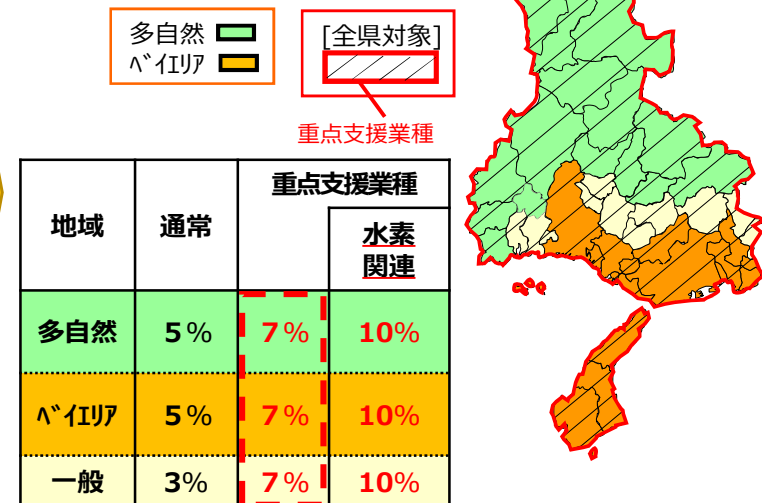 多自然
ﾍﾞｲｴﾘｱ
[全県対象]
重点支援業種
地域 通常 重点支援業種
水素
関連
多自然 5% 7% 10%
ﾍﾞｲｴﾘｱ 5% 7% 10%
一般 3% 7% 10%